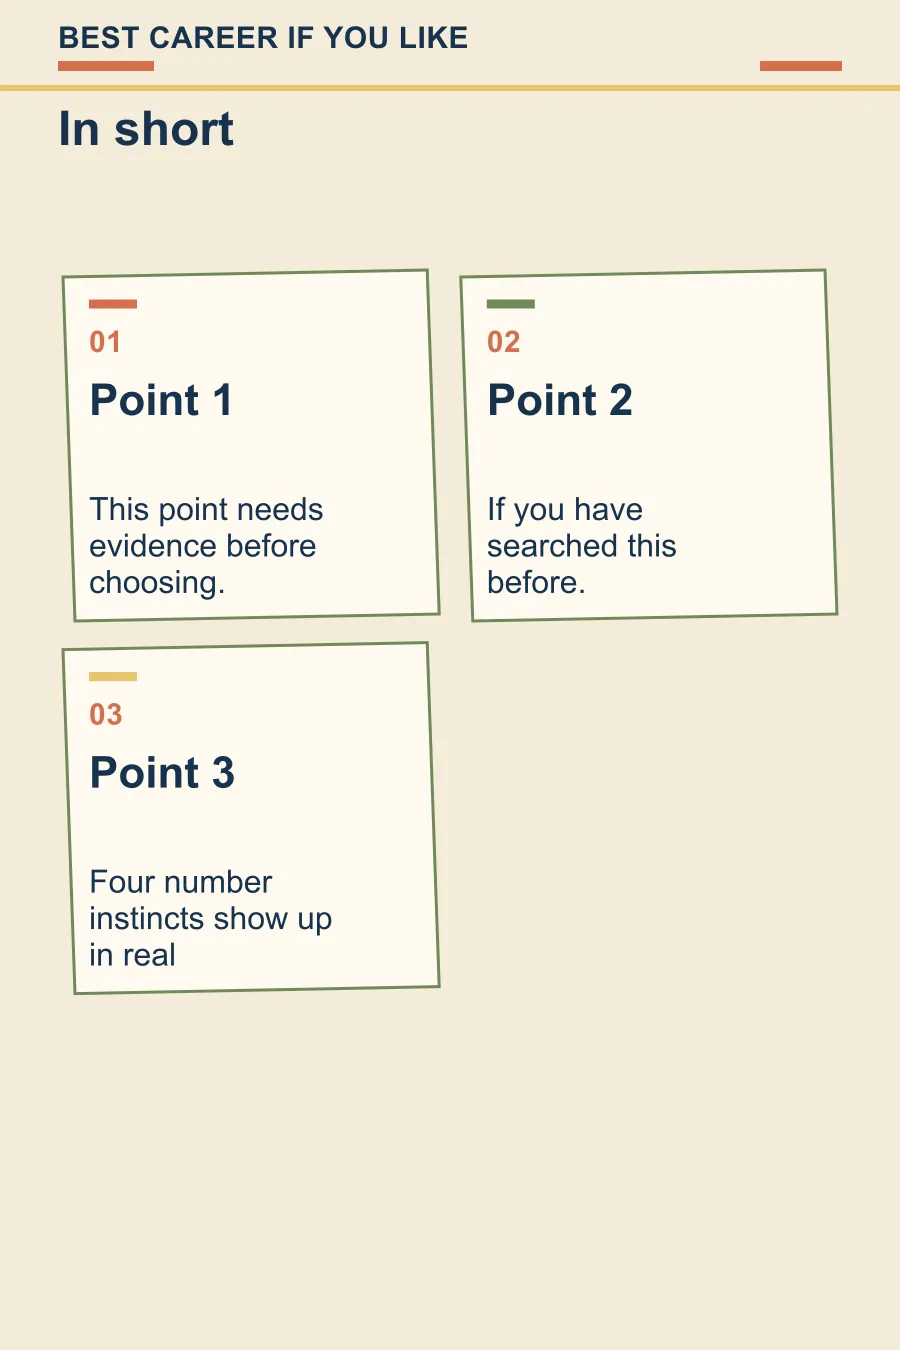 BEST CAREER IF YOU LIKE
In short
01
Point 1
This point needs
evidence before
choosing.
02
Point 2
If you have
searched this
before.
03
Point 3
Four number
instincts show up
in real